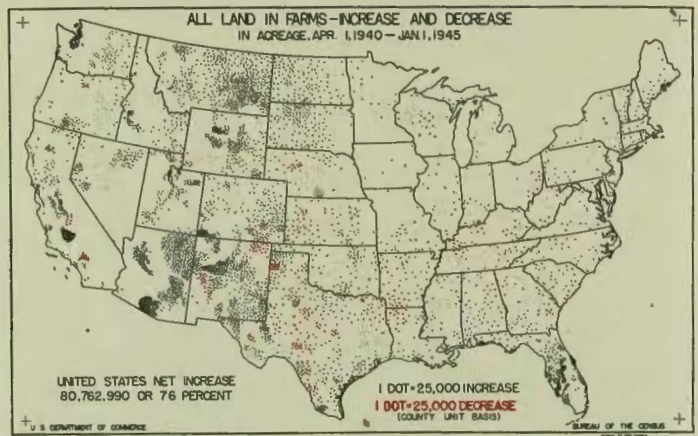 ALL LAND IN FARMS-INCREASE AND DECREASE
IN ACREAGE, APR. 1, 1940 — JAN. 1, 1945
UNITED STATES NET INCREASE
80,762,990 OR 76 PERCENT
1 DOT=25,000 INCREASE
1 DOT=25,000 DECREASE
(COUNTY UNIT BASIS)
U S DEPARTMENT OF COMMERCE
BUREAU OF THE CENSUS